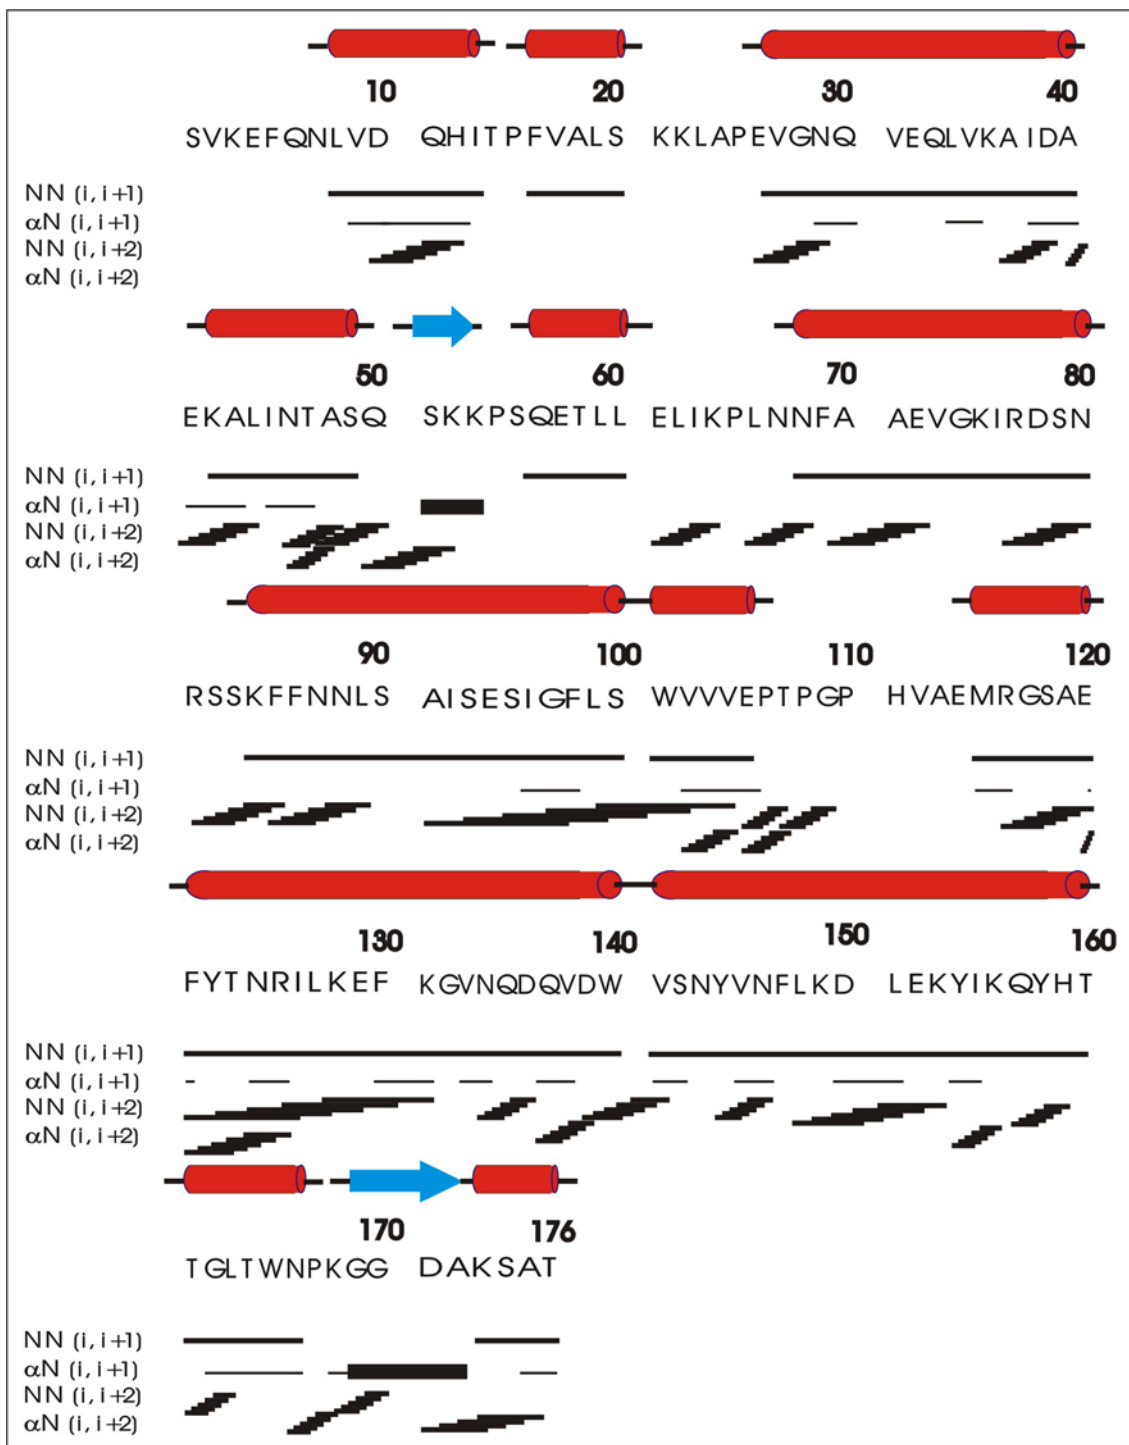 10 20 30 40
SVKEFQNLVD QHITPFVALS KKLAPEVGNQ VEQLVKAIDA
NN (i, i+1)
αN (i, i+1)
NN (i, i+2)
αN (i, i+2)
50 60 70 80
EKALINTASQ SKKPSQETLL ELIKPLNNFA AEVGKIRDSN
NN (i, i+1)
αN (i, i+1)
NN (i, i+2)
αN (i, i+2)
90 100 110 120
RSSKFFNNLS AISESIGFLS WVVVEPTPGP HVAEMRGSAE
NN (i, i+1)
αN (i, i+1)
NN (i, i+2)
αN (i, i+2)
130 140 150 160
FYTNRILKEF KGVNQDQVDW VSNYVNFLKD LEKYIKQYHT
NN (i, i+1)
αN (i, i+1)
NN (i, i+2)
αN (i, i+2)
170 176
TGLTWNPKGG DAKSAT
NN (i, i+1)
αN (i, i+1)
NN (i, i+2)
αN (i, i+2)